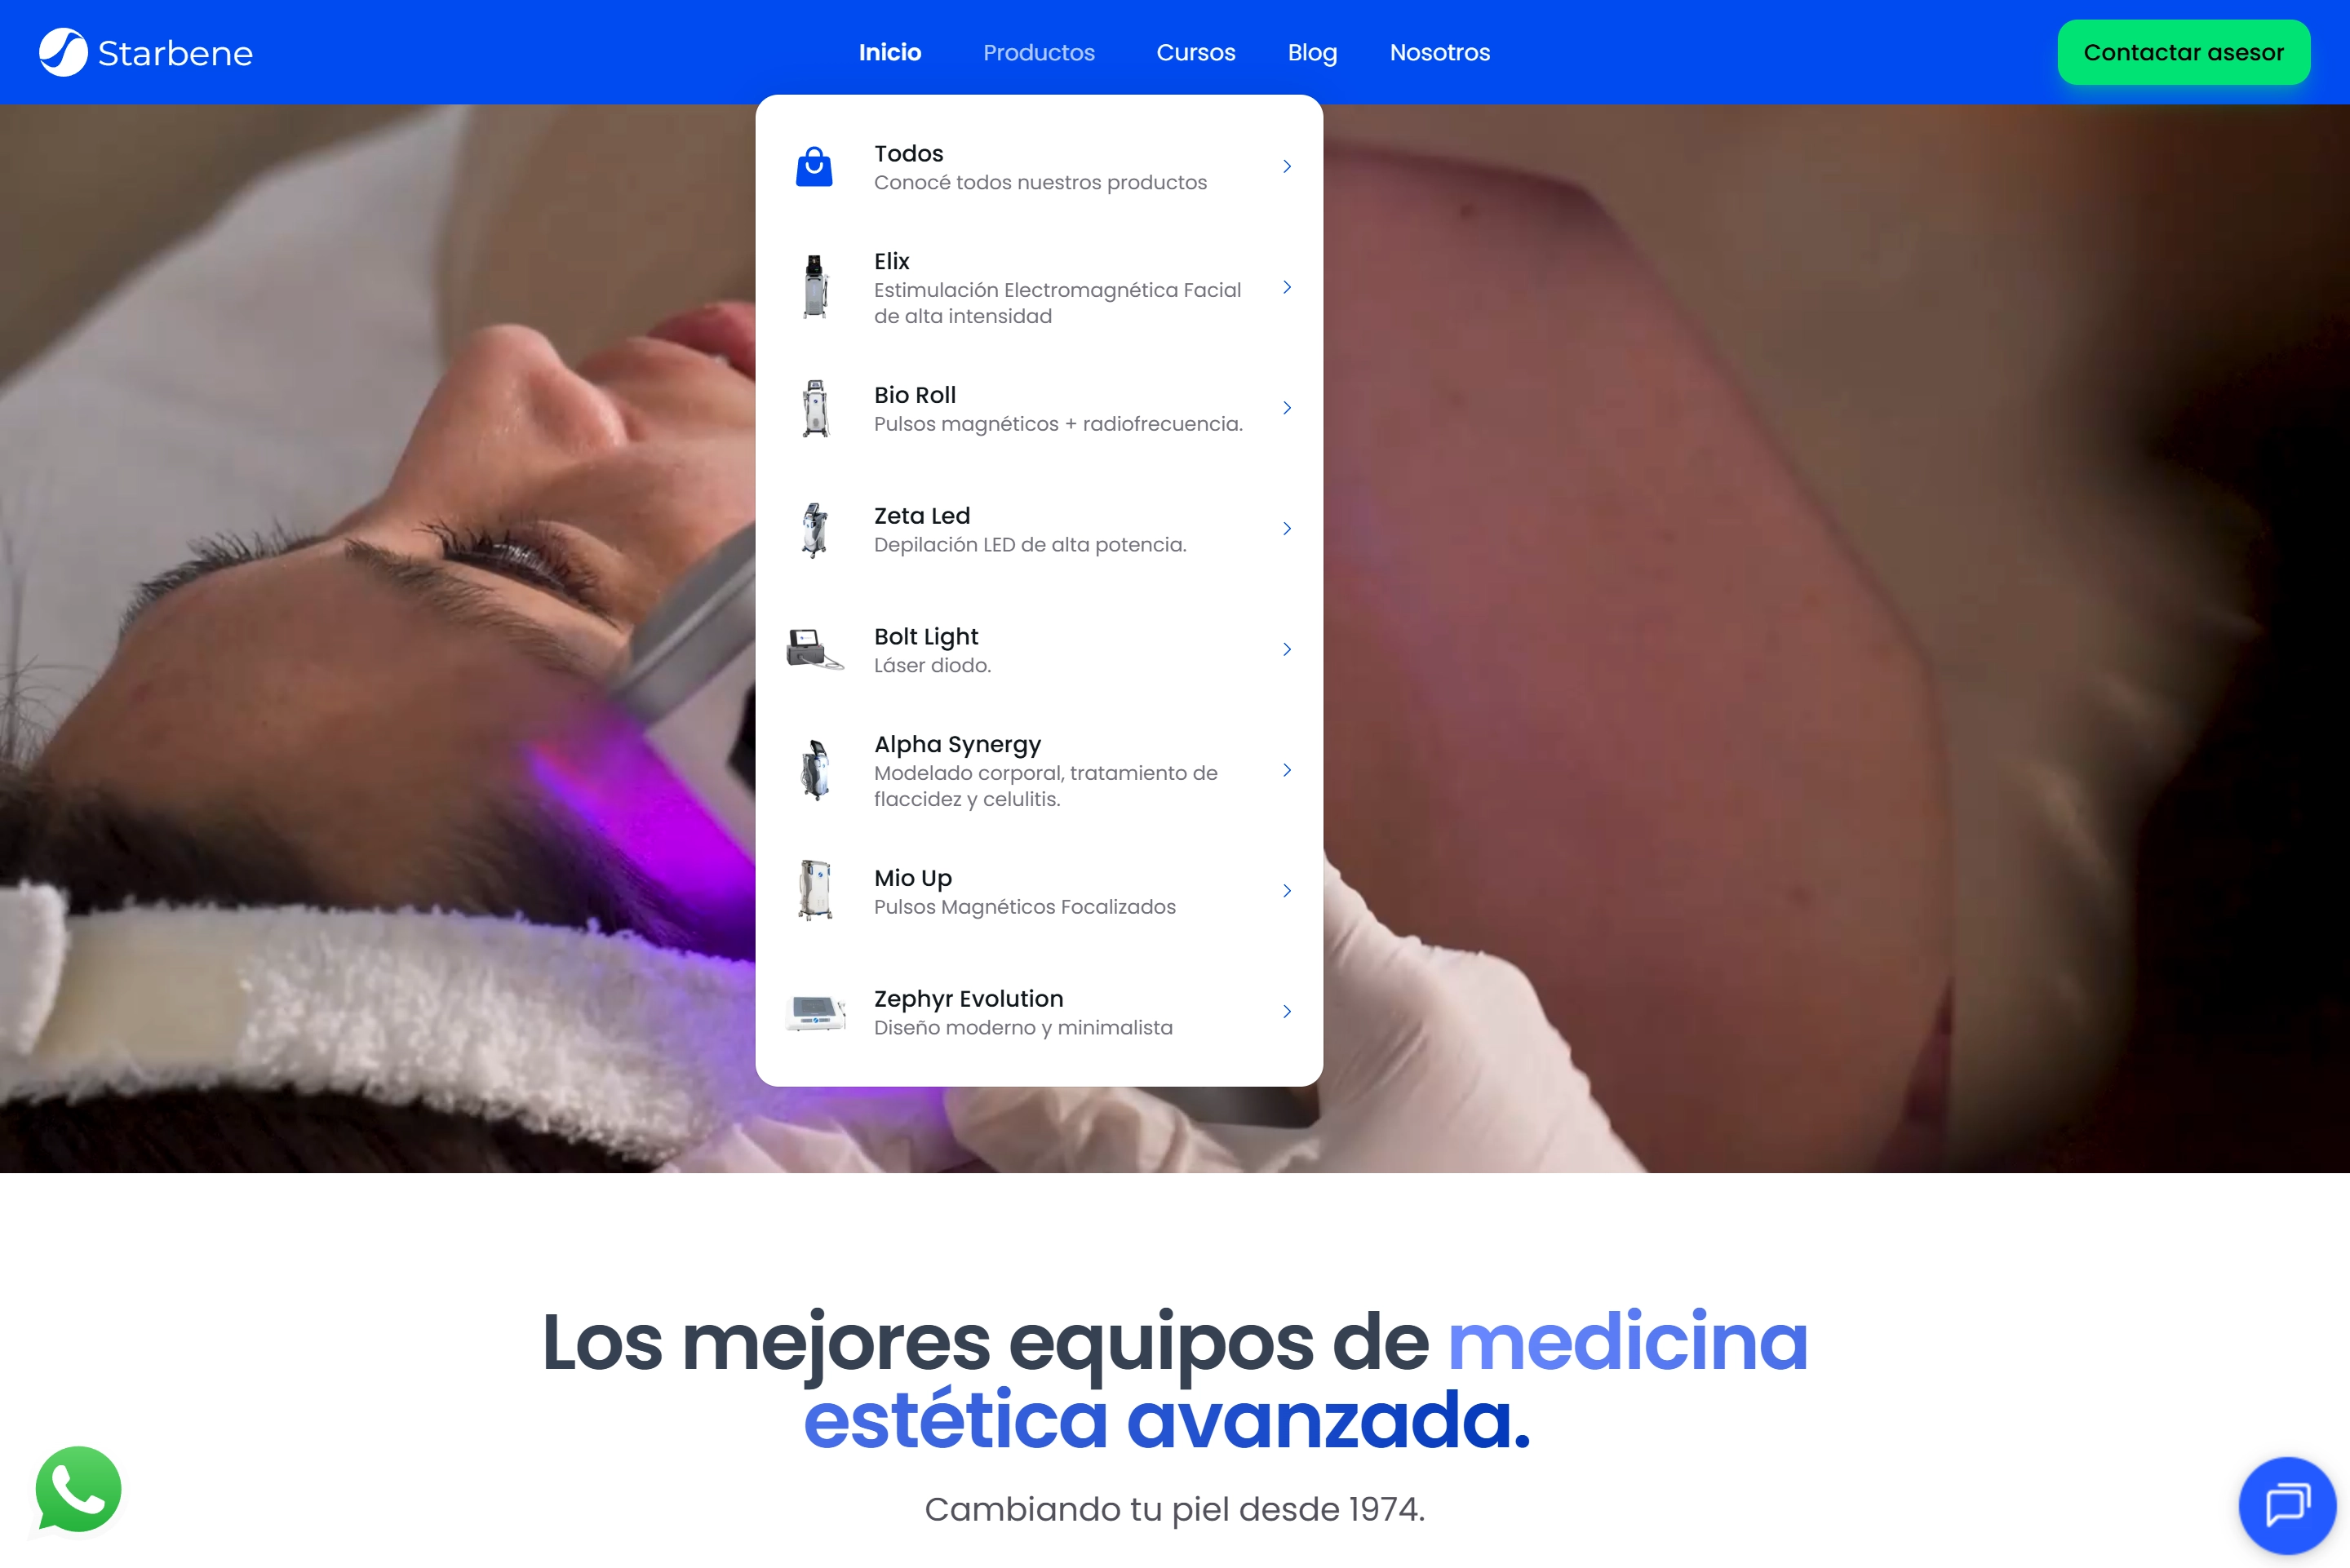 Starbene
Inicio
Productos
Cursos
Blog
Nosotros
Contactar asesor
Todos
Conocé todos nuestros productos
Elix
Estimulación Electromagnética Facial
de alta intensidad
Bio Roll
Pulsos magnéticos + radiofrecuencia.
Zeta Led
Depilación LED de alta potencia.
Bolt Light
Láser diodo.
Alpha Synergy
Modelado corporal, tratamiento de
flaccidez y celulitis.
Mio Up
Pulsos Magnéticos Focalizados
Zephyr Evolution
Diseño moderno y minimalista
Los mejores equipos de medicina
estética avanzada.
Cambiando tu piel desde 1974.